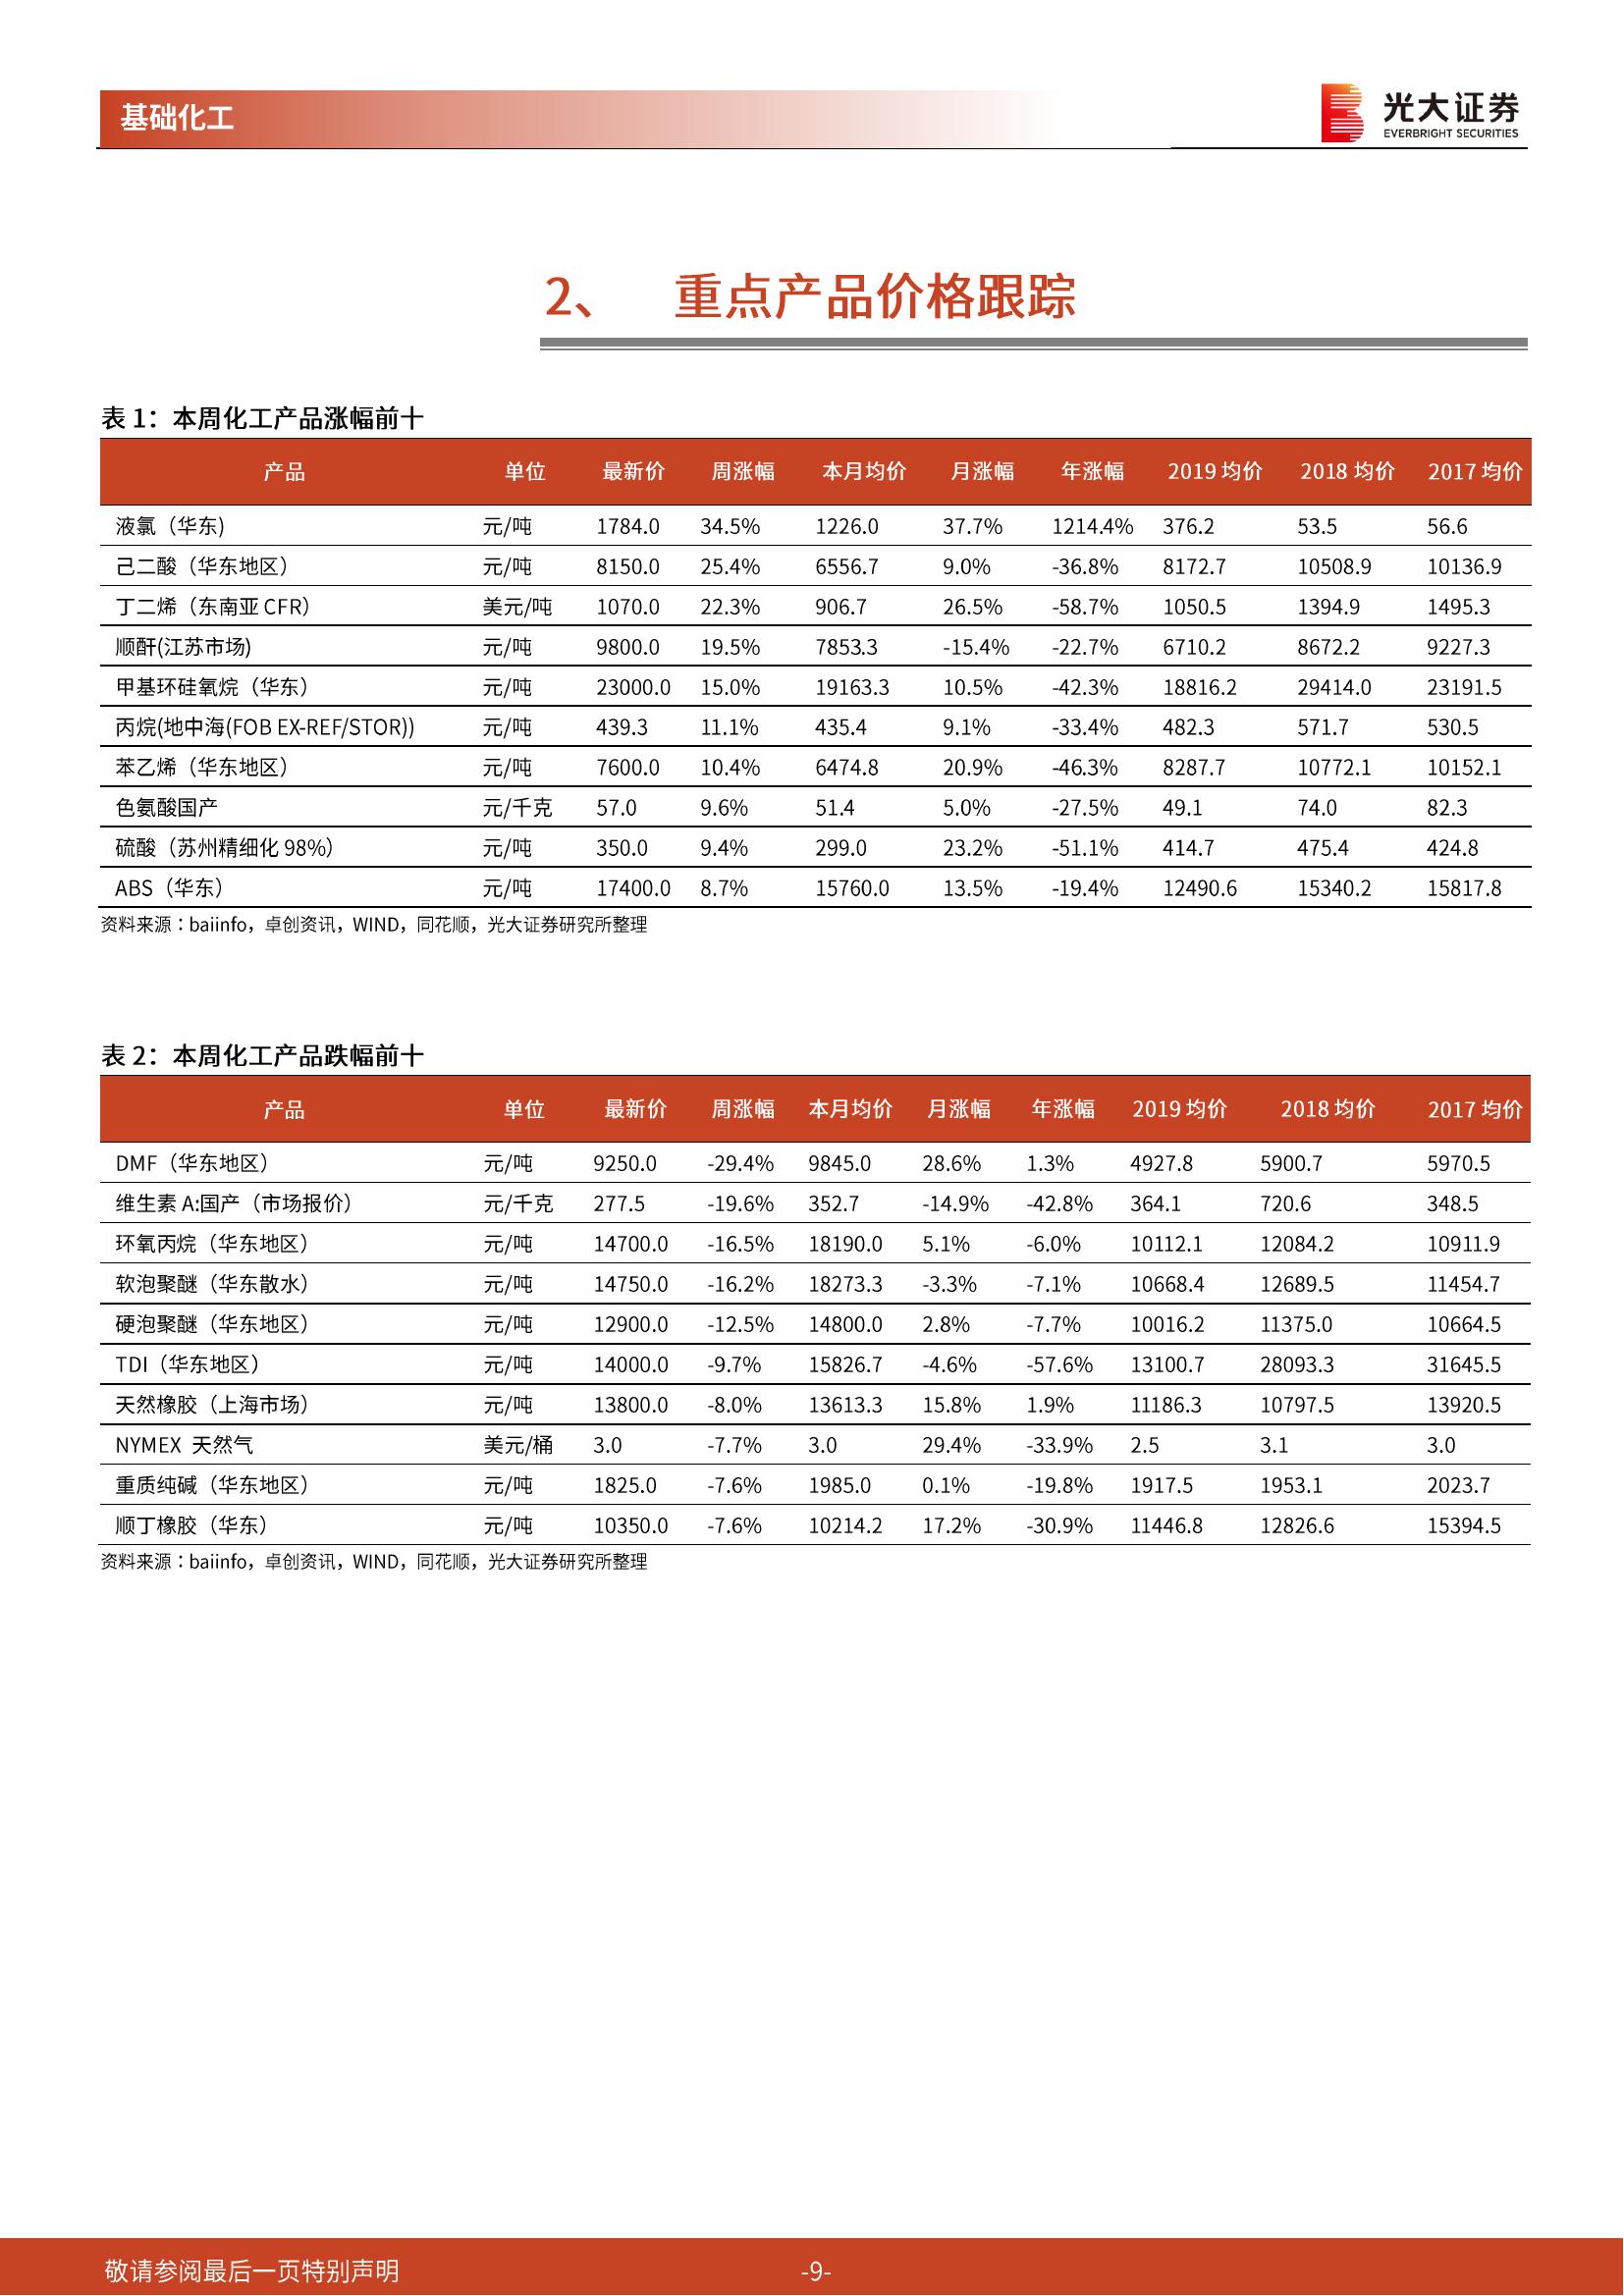 基础化工
光大证券
EVERBRIGHT SECURITIES
2、 重点产品价格跟踪
表 1：本周化工产品涨幅前十
产品 单位 最新价 周涨幅 本月均价 月涨幅 年涨幅 2019 均价 2018 均价 2017 均价
液氯（华东) 元/吨 1784.0 34.5% 1226.0 37.7% 1214.4% 376.2 53.5 56.6
己二酸（华东地区） 元/吨 8150.0 25.4% 6556.7 9.0% -36.8% 8172.7 10508.9 10136.9
丁二烯（东南亚 CFR） 美元/吨 1070.0 22.3% 906.7 26.5% -58.7% 1050.5 1394.9 1495.3
顺酐(江苏市场) 元/吨 9800.0 19.5% 7853.3 -15.4% -22.7% 6710.2 8672.2 9227.3
甲基环硅氧烷（华东） 元/吨 23000.0 15.0% 19163.3 10.5% -42.3% 18816.2 29414.0 23191.5
丙烷(地中海(FOB EX-REF/STOR)) 元/吨 439.3 11.1% 435.4 9.1% -33.4% 482.3 571.7 530.5
苯乙烯（华东地区） 元/吨 7600.0 10.4% 6474.8 20.9% -46.3% 8287.7 10772.1 10152.1
色氨酸国产 元/千克 57.0 9.6% 51.4 5.0% -27.5% 49.1 74.0 82.3
硫酸（苏州精细化 98%） 元/吨 350.0 9.4% 299.0 23.2% -51.1% 414.7 475.4 424.8
ABS（华东） 元/吨 17400.0 8.7% 15760.0 13.5% -19.4% 12490.6 15340.2 15817.8
资料来源：baiinfo，卓创资讯，WIND，同花顺，光大证券研究所整理
表 2：本周化工产品跌幅前十
产品 单位 最新价 周涨幅 本月均价 月涨幅 年涨幅 2019 均价 2018 均价 2017 均价
DMF（华东地区） 元/吨 9250.0 -29.4% 9845.0 28.6% 1.3% 4927.8 5900.7 5970.5
维生素 A:国产（市场报价） 元/千克 277.5 -19.6% 352.7 -14.9% -42.8% 364.1 720.6 348.5
环氧丙烷（华东地区） 元/吨 14700.0 -16.5% 18190.0 5.1% -6.0% 10112.1 12084.2 10911.9
软泡聚醚（华东散水） 元/吨 14750.0 -16.2% 18273.3 -3.3% -7.1% 10668.4 12689.5 11454.7
硬泡聚醚（华东地区） 元/吨 12900.0 -12.5% 14800.0 2.8% -7.7% 10016.2 11375.0 10664.5
TDI（华东地区） 元/吨 14000.0 -9.7% 15826.7 -4.6% -57.6% 13100.7 28093.3 31645.5
天然橡胶（上海市场） 元/吨 13800.0 -8.0% 13613.3 15.8% 1.9% 11186.3 10797.5 13920.5
NYMEX 天然气 美元/桶 3.0 -7.7% 3.0 29.4% -33.9% 2.5 3.1 3.0
重质纯碱（华东地区） 元/吨 1825.0 -7.6% 1985.0 0.1% -19.8% 1917.5 1953.1 2023.7
顺丁橡胶（华东） 元/吨 10350.0 -7.6% 10214.2 17.2% -30.9% 11446.8 12826.6 15394.5
资料来源：baiinfo，卓创资讯，WIND，同花顺，光大证券研究所整理
敬请参阅最后一页特别声明 -9-